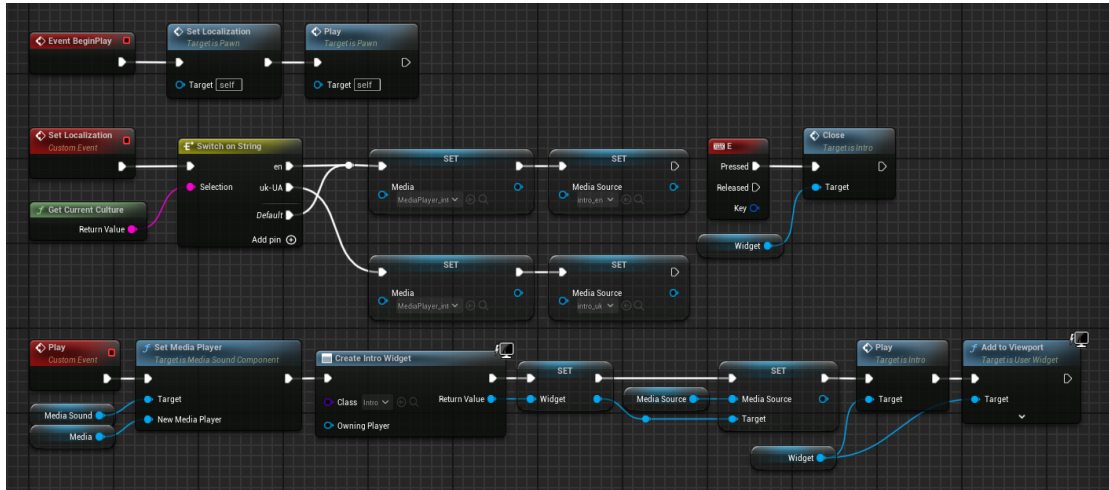 Event BeginPlay
Set Localization
Target is Pawn
Target
self
Play
Target is Pawn
Target
self
Set Localization
Custom Event
Get Current Culture
Return Value
Switch on String
Selection
en
uk-UA
Default
Add pin
SET
Media
MediaPlayer_int
SET
Media Source
intro_en
SET
Media
MediaPlayer_int
SET
Media Source
intro_uk
E
Pressed
Released
Key
Widget
Close
Target is Intro
Target
Play
Custom Event
Media Sound
Media
Set Media Player
Target is Media Sound Component
Target
New Media Player
Create Intro Widget
Class
Intro
Return Value
Owning Player
SET
Widget
Media Source
SET
Media Source
Target
Widget
Play
Target is Intro
Target
Add to Viewport
Target is User Widget
Target